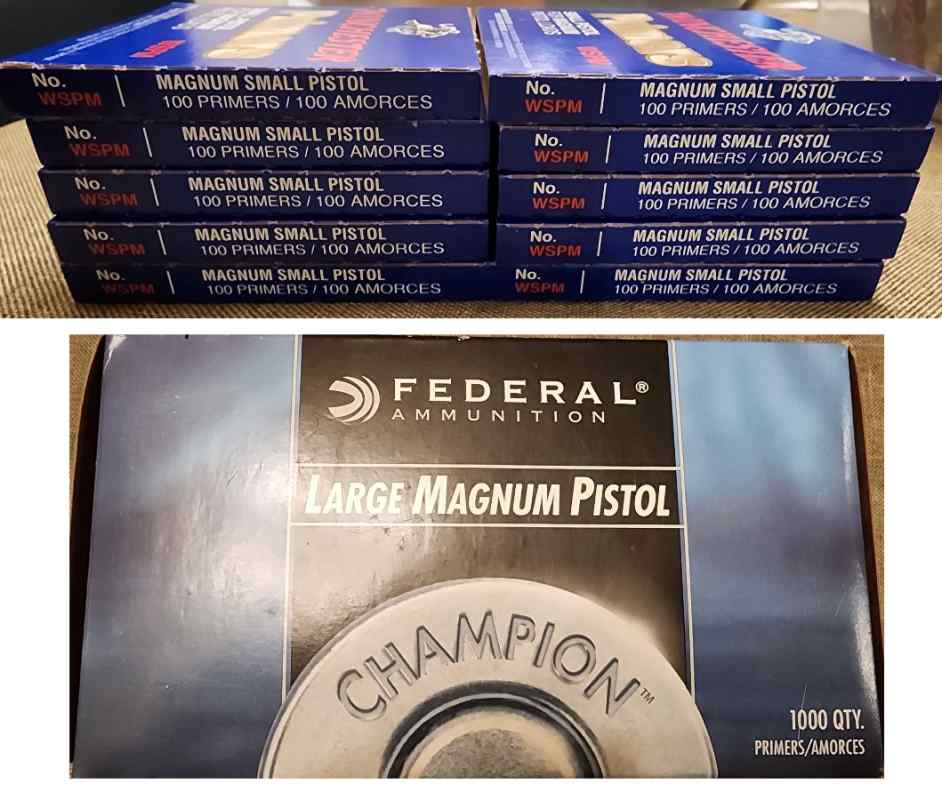 No. WSPM | MAGNUM SMALL PISTOL
100 PRIMERS / 100 AMORCES
No. WSPM | MAGNUM SMALL PISTOL
100 PRIMERS / 100 AMORCES
No. WSPM | MAGNUM SMALL PISTOL
100 PRIMERS / 100 AMORCES
No. WSPM | MAGNUM SMALL PISTOL
100 PRIMERS / 100 AMORCES
No. WSPM | MAGNUM SMALL PISTOL
100 PRIMERS / 100 AMORCES
No. WSPM | MAGNUM SMALL PISTOL
100 PRIMERS / 100 AMORCES
No. WSPM | MAGNUM SMALL PISTOL
100 PRIMERS / 100 AMORCES
No. WSPM | MAGNUM SMALL PISTOL
100 PRIMERS / 100 AMORCES
No. WSPM | MAGNUM SMALL PISTOL
100 PRIMERS / 100 AMORCES
No. WSPM | MAGNUM SMALL PISTOL
100 PRIMERS / 100 AMORCES
FEDERAL®
AMMUNITION
LARGE MAGNUM PISTOL
CHAMPION™
1000 QTY.
PRIMERS/AMORCES